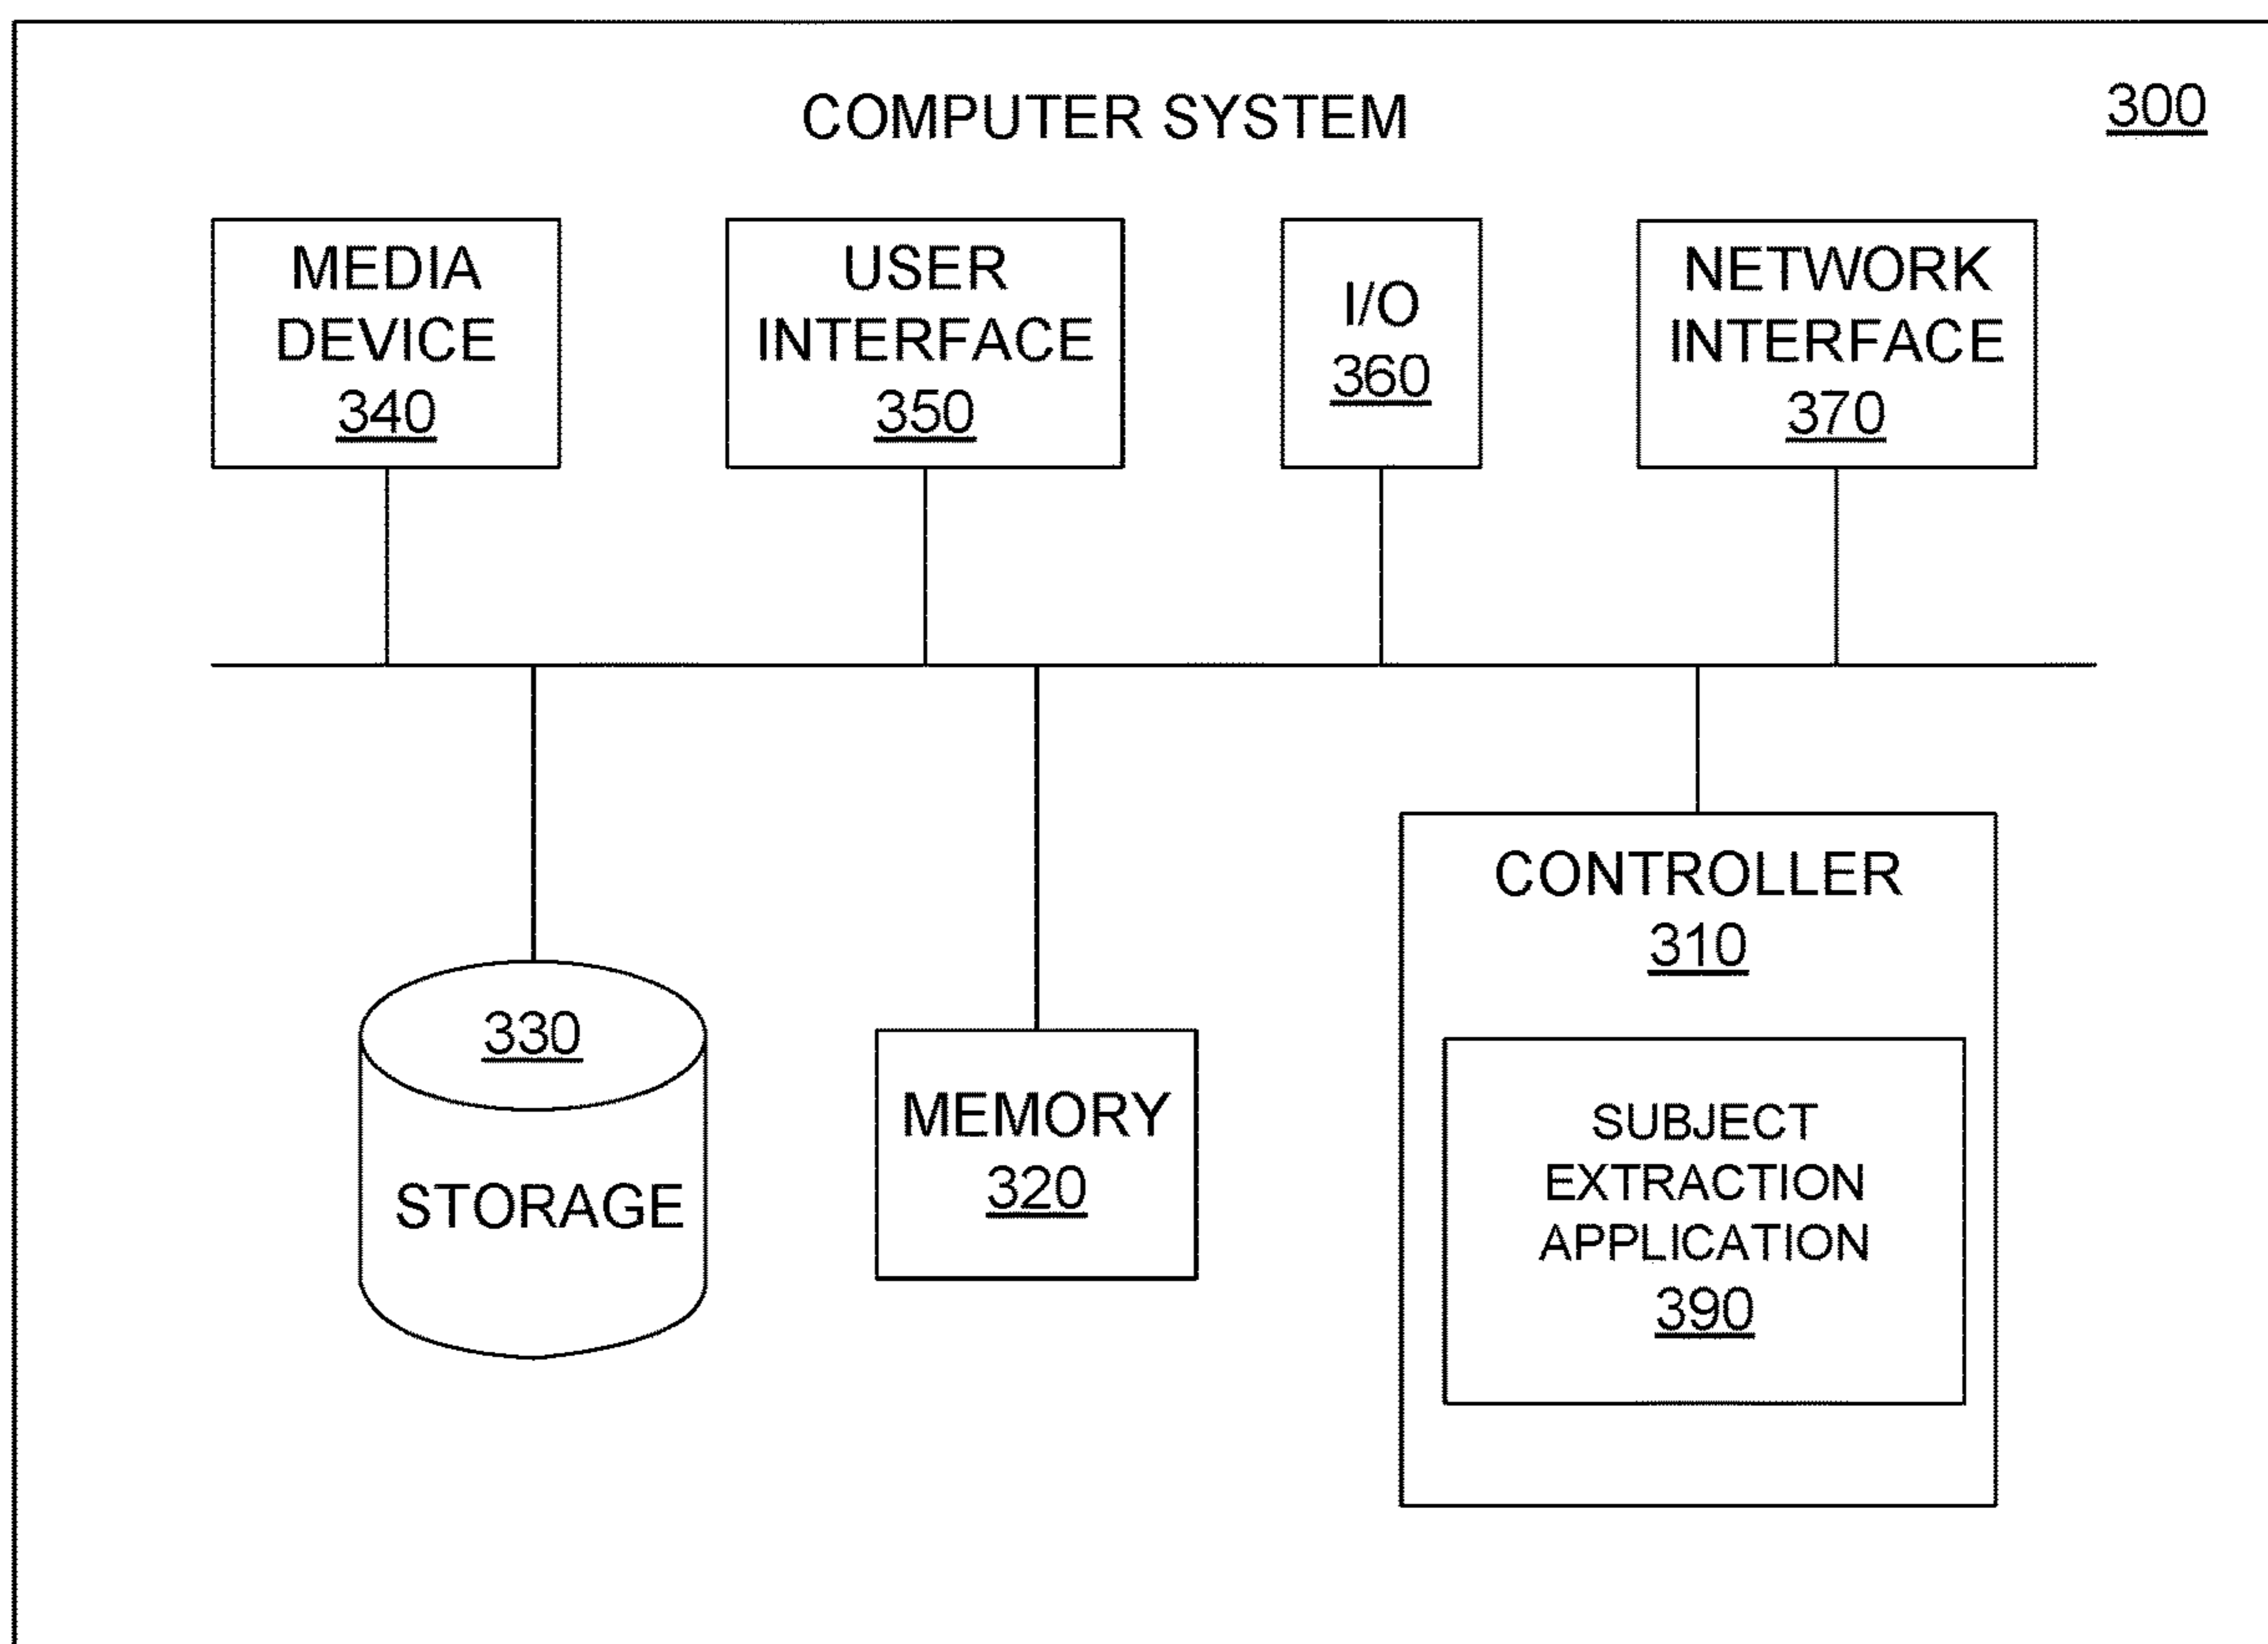 COMPUTER SYSTEM
300
MEDIA
DEVICE
340
USER
INTERFACE
350
I/O
360
NETWORK
INTERFACE
370
330
STORAGE
MEMORY
320
CONTROLLER
310
SUBJECT
EXTRACTION
APPLICATION
390